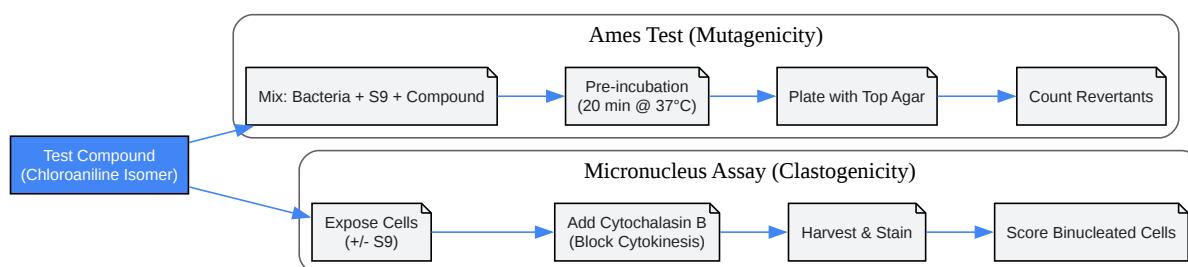 Ames Test (Mutagenicity)
Mix: Bacteria + S9 + Compound
Pre-incubation
(20 min @ 37°C)
Plate with Top Agar
Count Revertants
Test Compound
(Chloroaniline Isomer)
Micronucleus Assay (Clastogenicity)
Expose Cells
(+/- S9)
Add Cytochalasin B
(Block Cytokinesis)
Harvest & Stain
Score Binucleated Cells